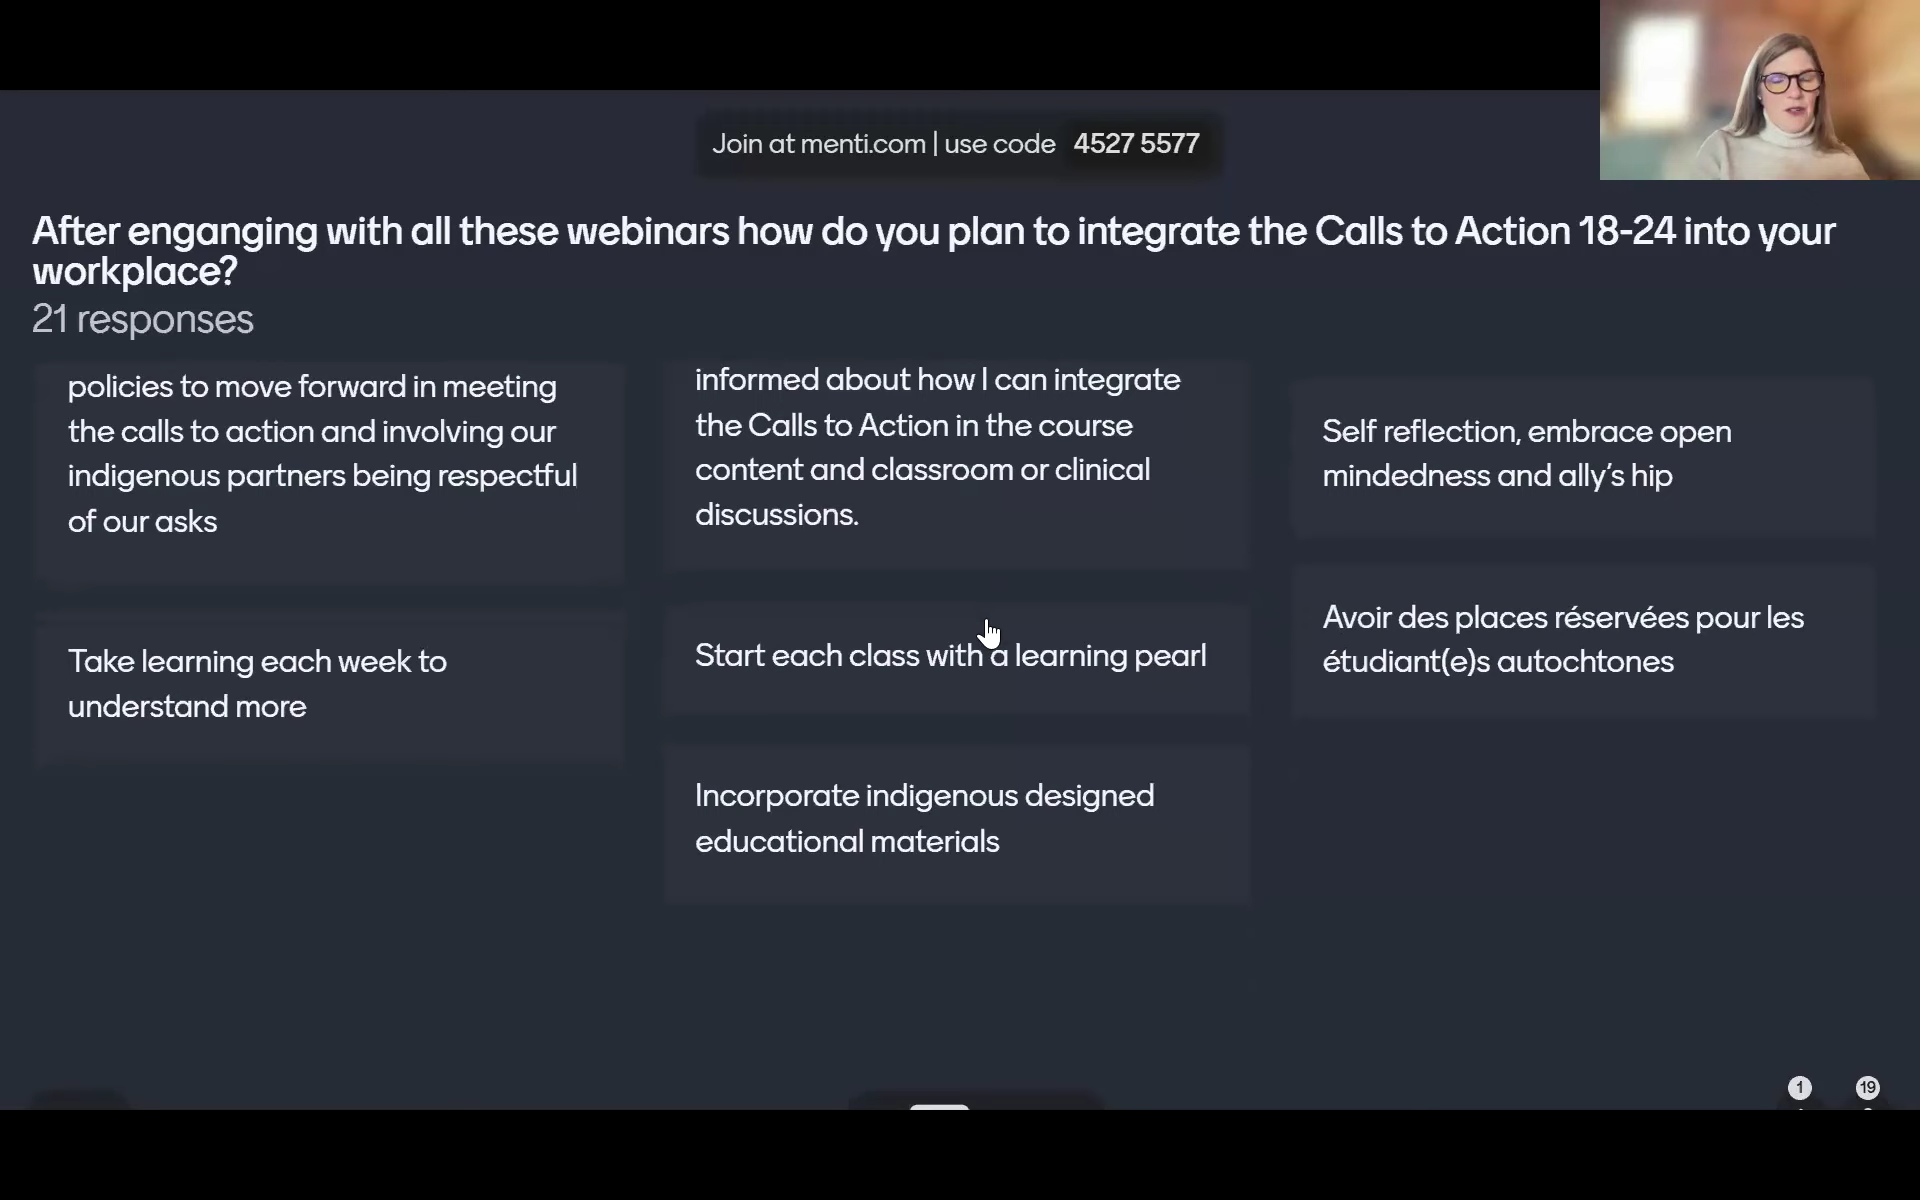 Join at menti.com | use code 4527 5577
After enganging with all these webinars how do you plan to integrate the Calls to Action 18-24 into your
workplace?
21 responses
policies to move forward in meeting
the calls to action and involving our
indigenous partners being respectful
of our asks
Take learning each week to
understand more
informed about how I can integrate
the Calls to Action in the course
content and classroom or clinical
discussions.
Start each class with a learning pearl
Incorporate indigenous designed
educational materials
Self reflection, embrace open
mindedness and ally’s hip
Avoir des places réservées pour les
étudiant(e)s autochtones
1
19